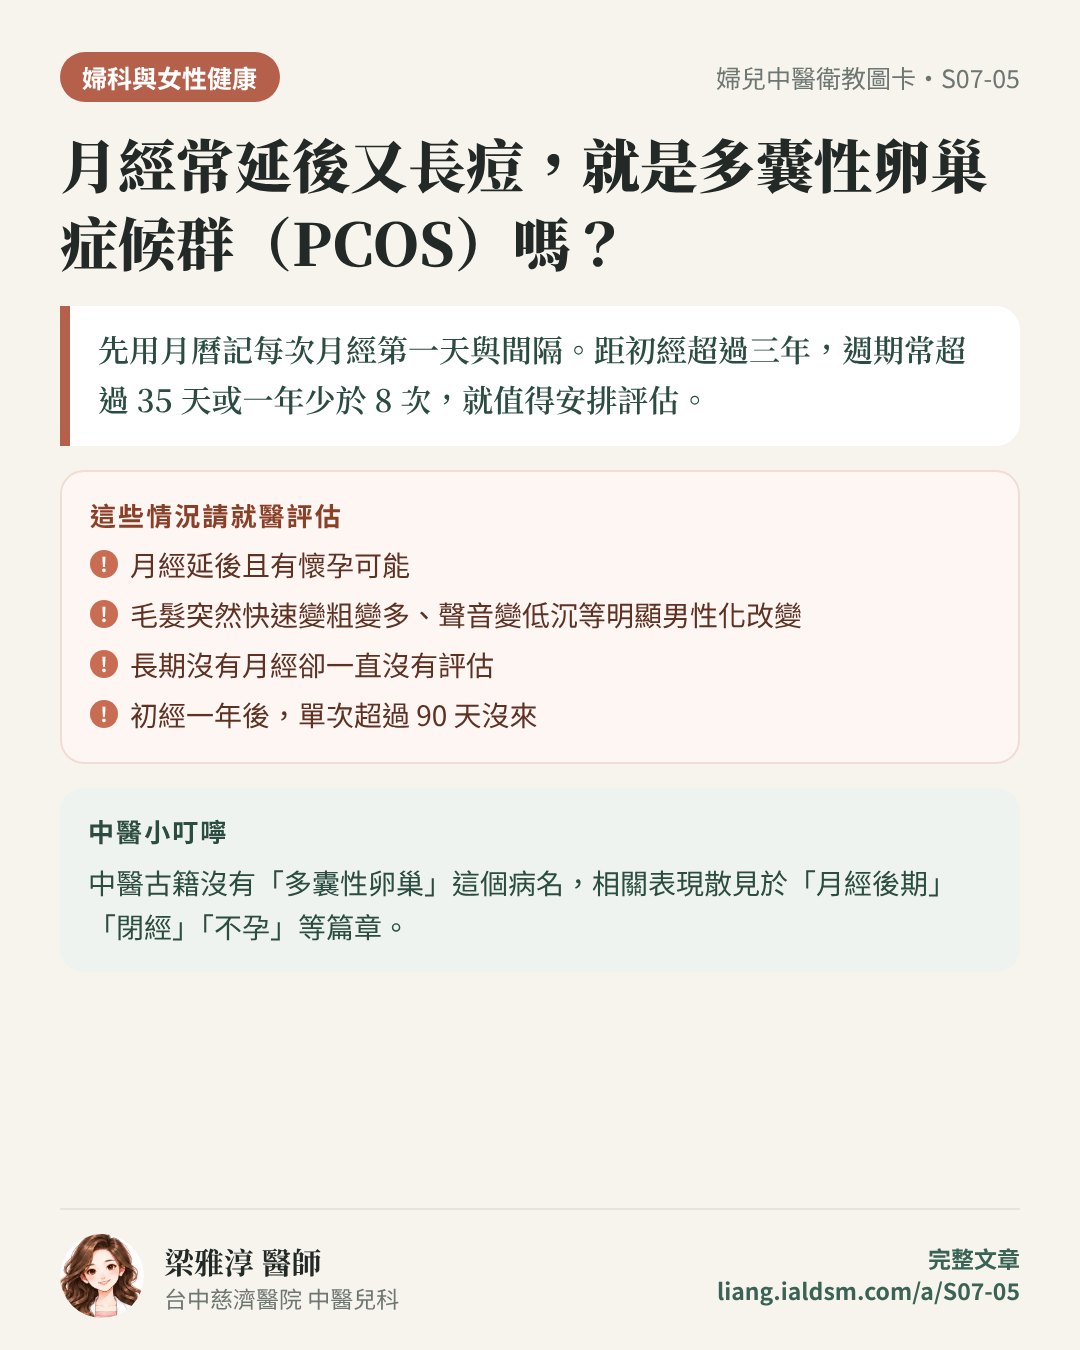 婦科與女性健康
婦兒中醫衛教圖卡・S07-05
月經常延後又長痘，就是多囊性卵巢
症候群（PCOS）嗎？
先用月曆記每次月經第一天與間隔。距初經超過三年，週期常超
過 35 天或一年少於 8 次，就值得安排評估。
這些情況請就醫評估
! 月經延後且有懷孕可能
! 毛髮突然快速變粗變多、聲音變低沉等明顯男性化改變
! 長期沒有月經卻一直沒有評估
! 初經一年後，單次超過 90 天沒來
中醫小叮嚀
中醫古籍沒有「多囊性卵巢」這個病名，相關表現散見於「月經後期」
「閉經」「不孕」等篇章。
梁雅淳 醫師
台中慈濟醫院 中醫兒科
完整文章
liang.ialdsm.com/a/S07-05